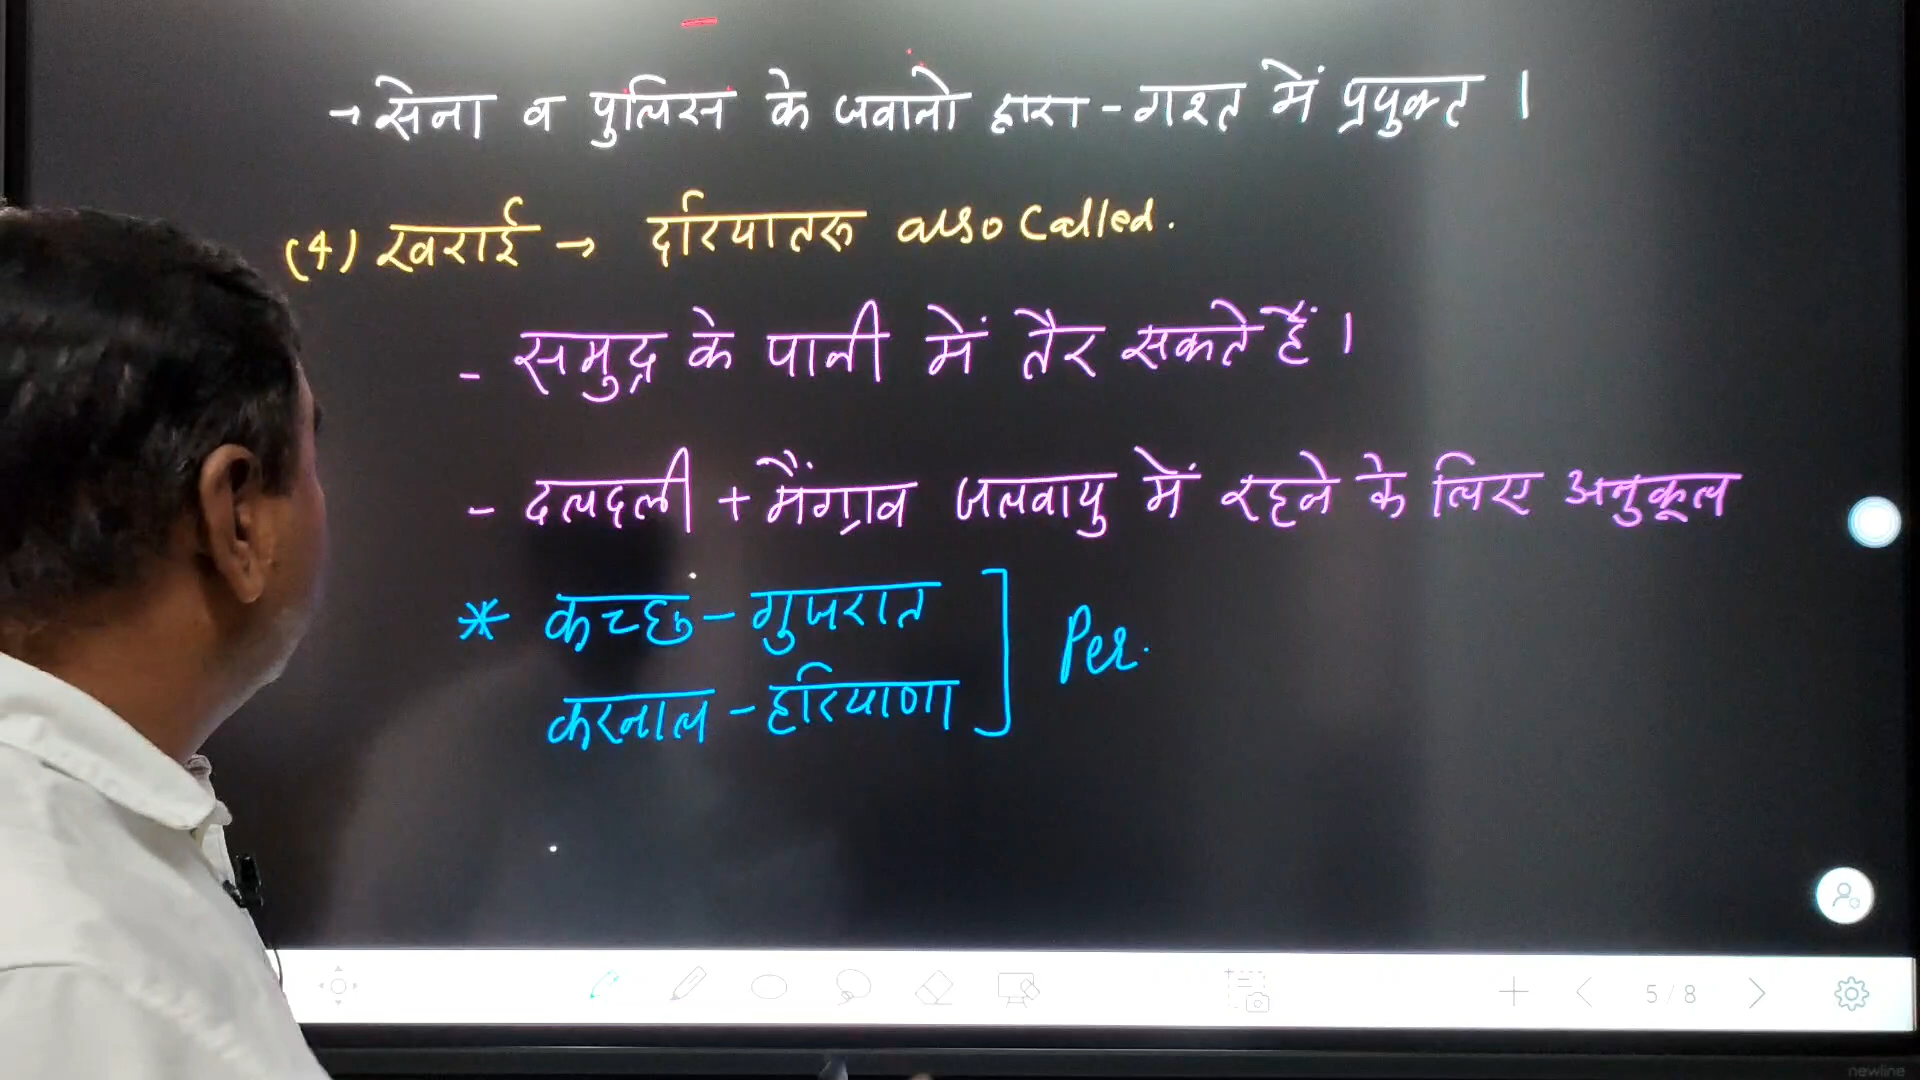 → सेना व पुलिस के जवानो द्वारा - गश्त में प्रयुक्त ।
(4) खराई → दरियातरु also Called.
- समुद्र के पानी में तैर सकते हैं ।
- दलदली + मैंग्राव जलवायु में रहने के लिए अनुकूल
* कच्छ - गुजरात ] Per.
करनाल - हरियाणा
5 / 8
newline